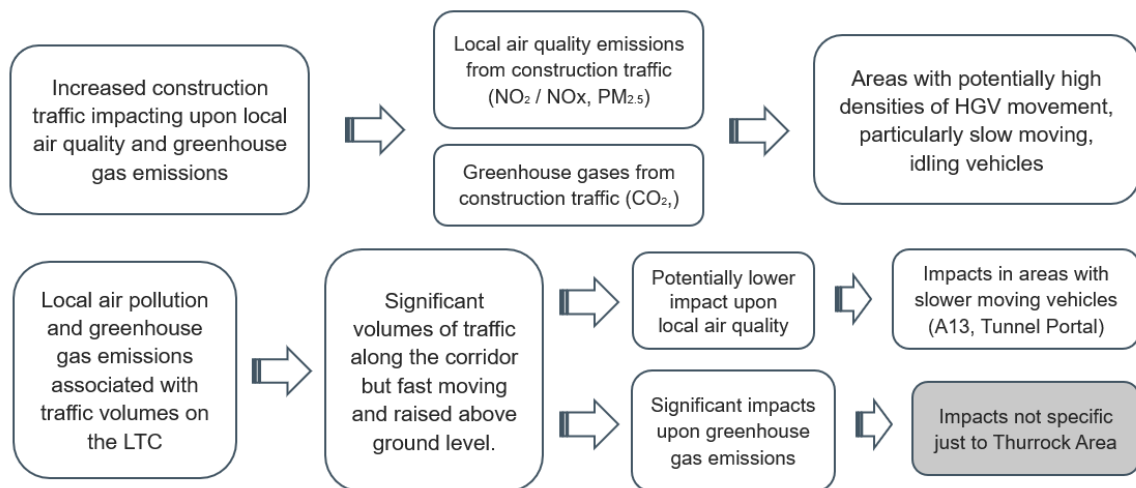 Increased construction
traffic impacting upon local
air quality and greenhouse
gas emissions
Local air quality emissions
from construction traffic
(NO₂ / NOx, PM₂.₅)
Greenhouse gases from
construction traffic (CO₂,)
Areas with potentially high
densities of HGV movement,
particularly slow moving,
idling vehicles
Local air pollution
and greenhouse
gas emissions
associated with
traffic volumes on
the LTC
Significant
volumes of traffic
along the corridor
but fast moving
and raised above
ground level.
Potentially lower
impact upon
local air quality
Impacts in areas with
slower moving vehicles
(A13, Tunnel Portal)
Significant impacts
upon greenhouse
gas emissions
Impacts not specific
just to Thurrock Area